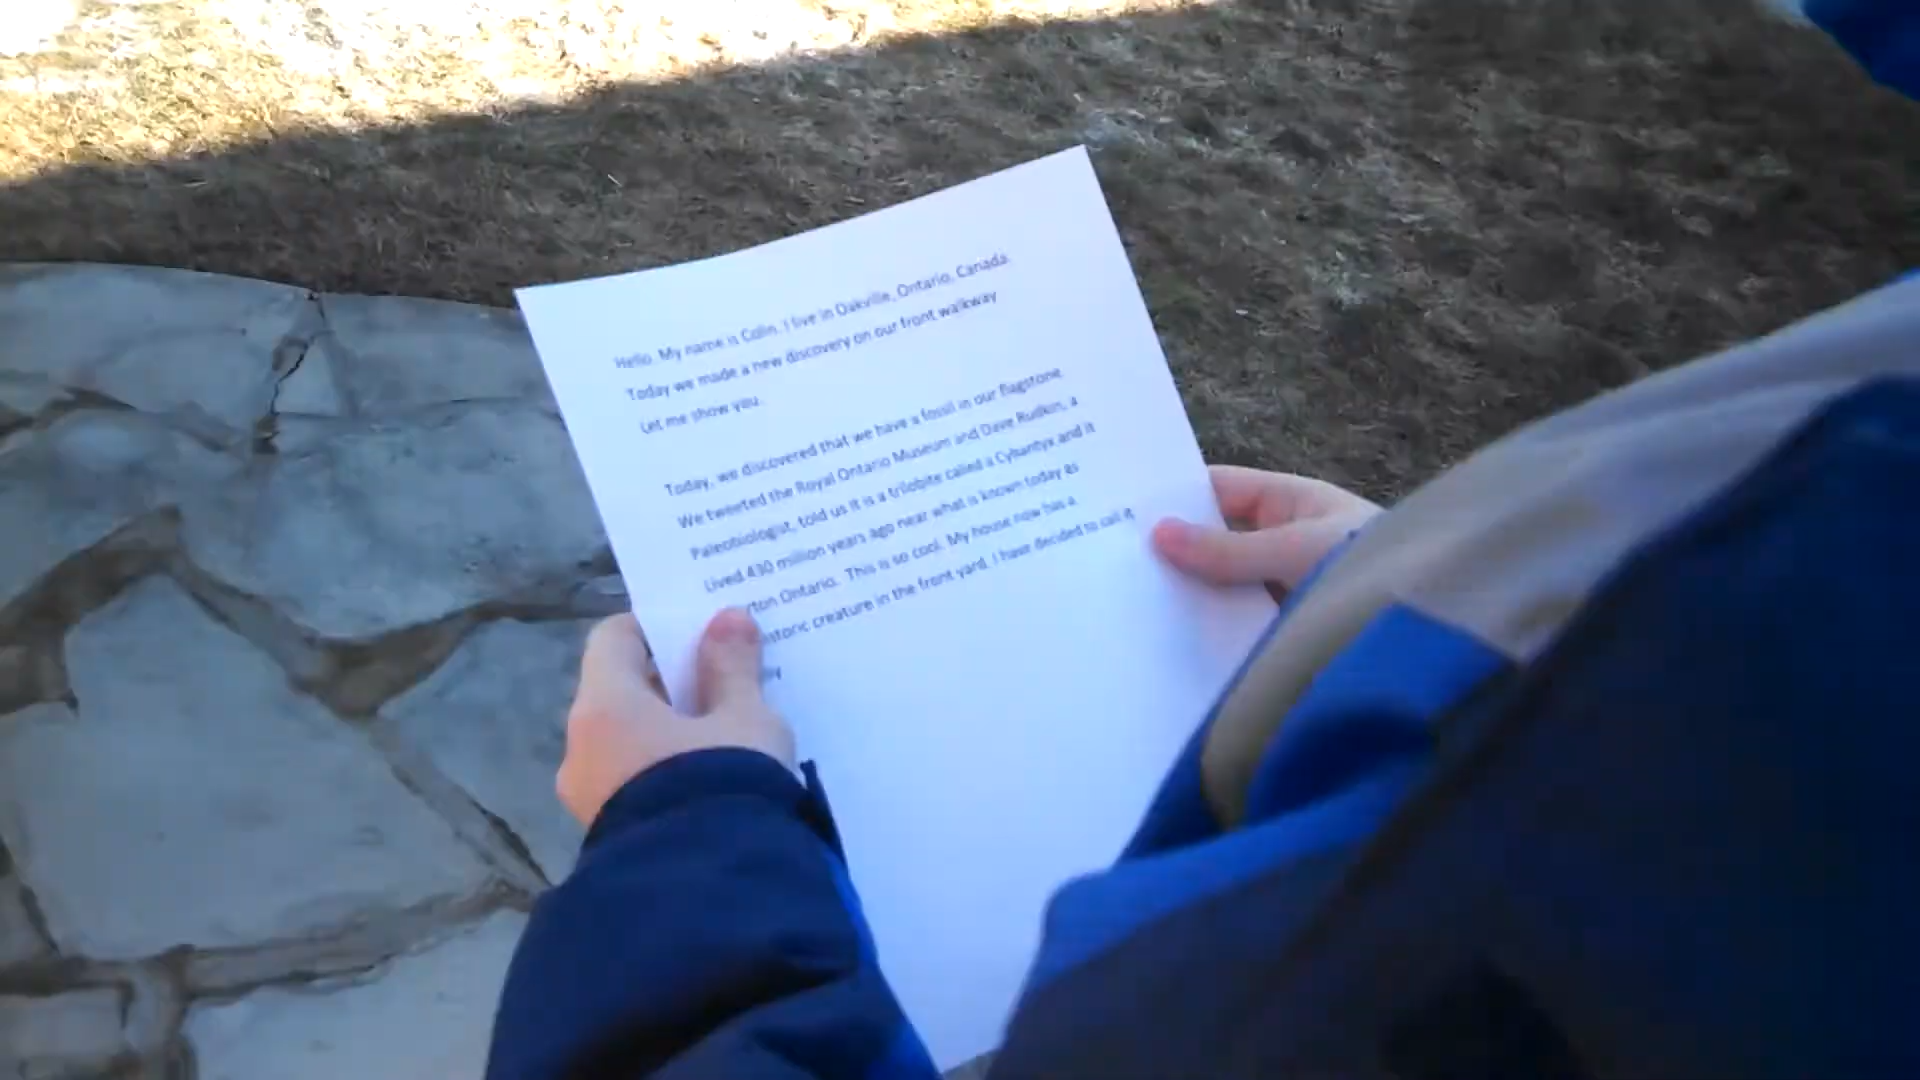 Hello. My name is Colin. I live in Oakville, Ontario, Canada.
Today we made a new discovery on our front walkway
Let me show you.
Today, we discovered that we have a fossil in our flagstone.
We tweeted the Royal Ontario Museum and Dave Rudkin, a
Paleobiologist, told us it is a trilobite called a Cybantyx and it
Lived 430 million years ago near what is known today as
rton Ontario. This is so cool. My house now has a
istoric creature in the front yard. I have decided to call it